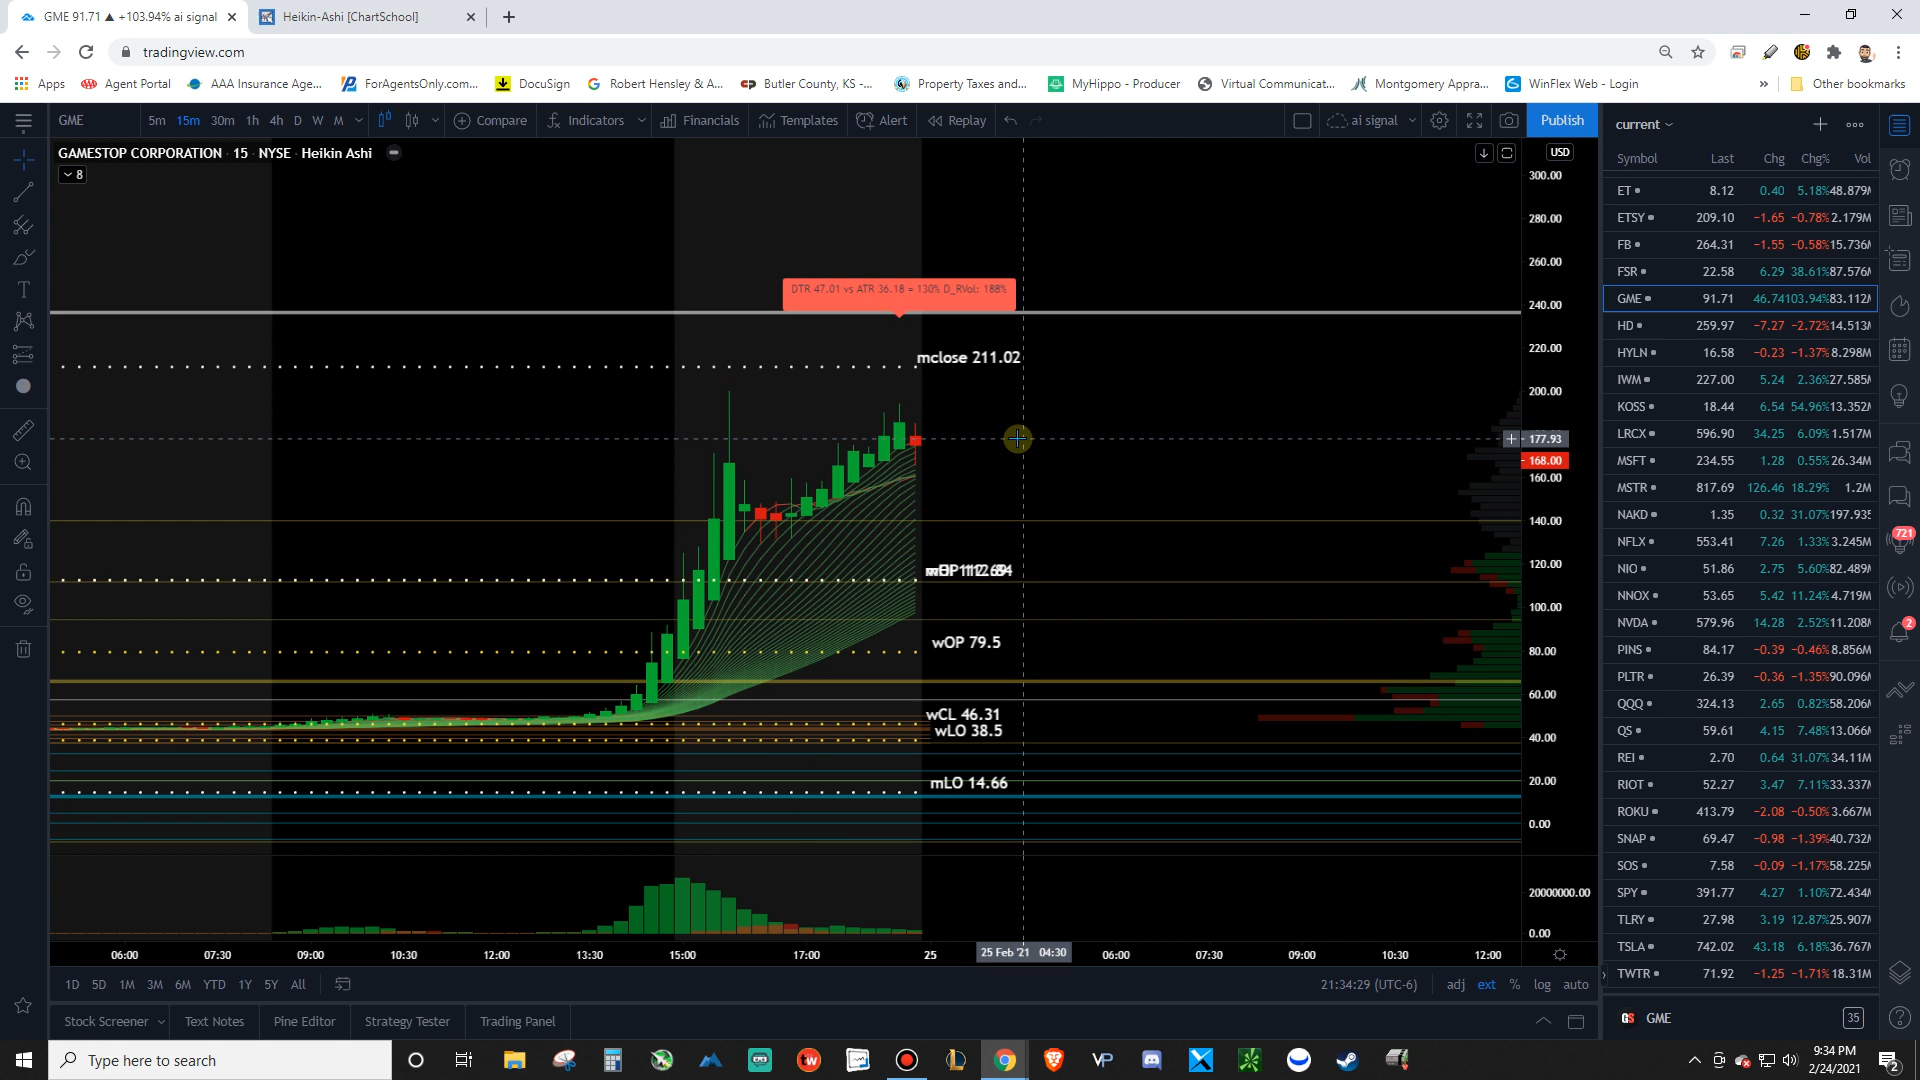 GME 91.71 ▲ +103.94% ai signal
Heikin-Ashi [ChartSchool]
tradingview.com
Apps Agent Portal AAA Insurance Age... ForAgentsOnly.com... DocuSign Robert Hensley & A... Butler County, KS -... Property Taxes and... MyHippo - Producer Virtual Communicat... Montgomery Appra... WinFlex Web - Login » Other bookmarks
GME 5m 15m 30m 1h 4h D W M Compare Indicators Financials Templates Alert Replay ai signal Publish
current
GAMESTOP CORPORATION · 15 · NYSE · Heikin Ashi
8
USD
Symbol Last Chg Chg% Vol
ET 8.12 0.40 5.18% 48.879M
ETSY 209.10 −1.65 −0.78% 2.179M
FB 264.31 −1.55 −0.58% 15.736M
FSR 22.58 6.29 38.61% 87.576M
GME 91.71 46.74 103.94% 83.112M
HD 259.97 −7.27 −2.72% 14.513M
HYLN 16.58 −0.23 −1.37% 8.298M
IWM 227.00 5.24 2.36% 27.585M
KOSS 18.44 6.54 54.96% 13.352M
LRCX 596.90 34.25 6.09% 1.517M
MSFT 234.55 1.28 0.55% 26.34M
MSTR 817.69 126.46 18.29% 1.2M
NAKD 1.35 0.32 31.07% 197.935
NFLX 553.41 7.26 1.33% 3.245M
NIO 51.86 2.75 5.60% 82.489M
NNOX 53.65 5.42 11.24% 4.719M
NVDA 579.96 14.28 2.52% 11.208M
PINS 84.17 −0.39 −0.46% 8.856M
PLTR 26.39 −0.36 −1.35% 90.096M
QQQ 324.13 2.65 0.82% 58.206M
QS 59.61 4.15 7.48% 13.066M
REI 2.70 0.64 31.07% 34.11M
RIOT 52.27 3.47 7.11% 33.337M
ROKU 413.79 −2.08 −0.50% 3.667M
SNAP 69.47 −0.98 −1.39% 40.732M
SOS 7.58 −0.09 −1.17% 58.225M
SPY 391.77 4.27 1.10% 72.434M
TLRY 27.98 3.19 12.87% 25.907M
TSLA 742.02 43.18 6.18% 36.767M
TWTR 71.92 −1.25 −1.71% 18.31M
DTR 47.01 vs ATR 36.18 = 130% D_RVol: 188%
mclose 211.02
wOP 79.5
wCL 46.31
wLO 38.5
mLO 14.66
300.00
280.00
260.00
240.00
220.00
200.00
177.93
168.00
160.00
140.00
120.00
100.00
80.00
60.00
40.00
20.00
0.00
20000000.00
0.00
721
2
06:00 07:30 09:00 10:30 12:00 13:30 15:00 17:00 25 25 Feb '21 04:30 06:00 07:30 09:00 10:30 12:00
1D 5D 1M 3M 6M YTD 1Y 5Y All 21:34:29 (UTC-6) adj ext % log auto
Stock Screener Text Notes Pine Editor Strategy Tester Trading Panel
GS GME 35
Type here to search
tw
VP
9:34 PM
2/24/2021
2